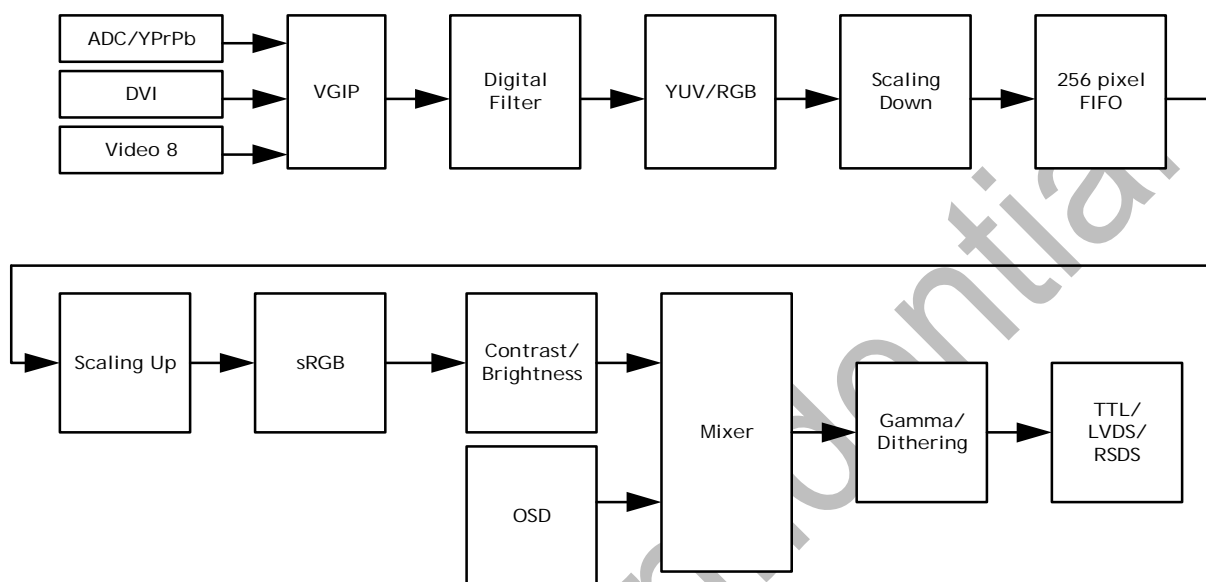 ADC/YPrPb
DVI
Video 8
VGIP
Digital
Filter
YUV/RGB
Scaling
Down
256 pixel
FIFO
Scaling Up
sRGB
Contrast/
Brightness
OSD
Mixer
Gamma/
Dithering
TTL/
LVDS/
RSDS